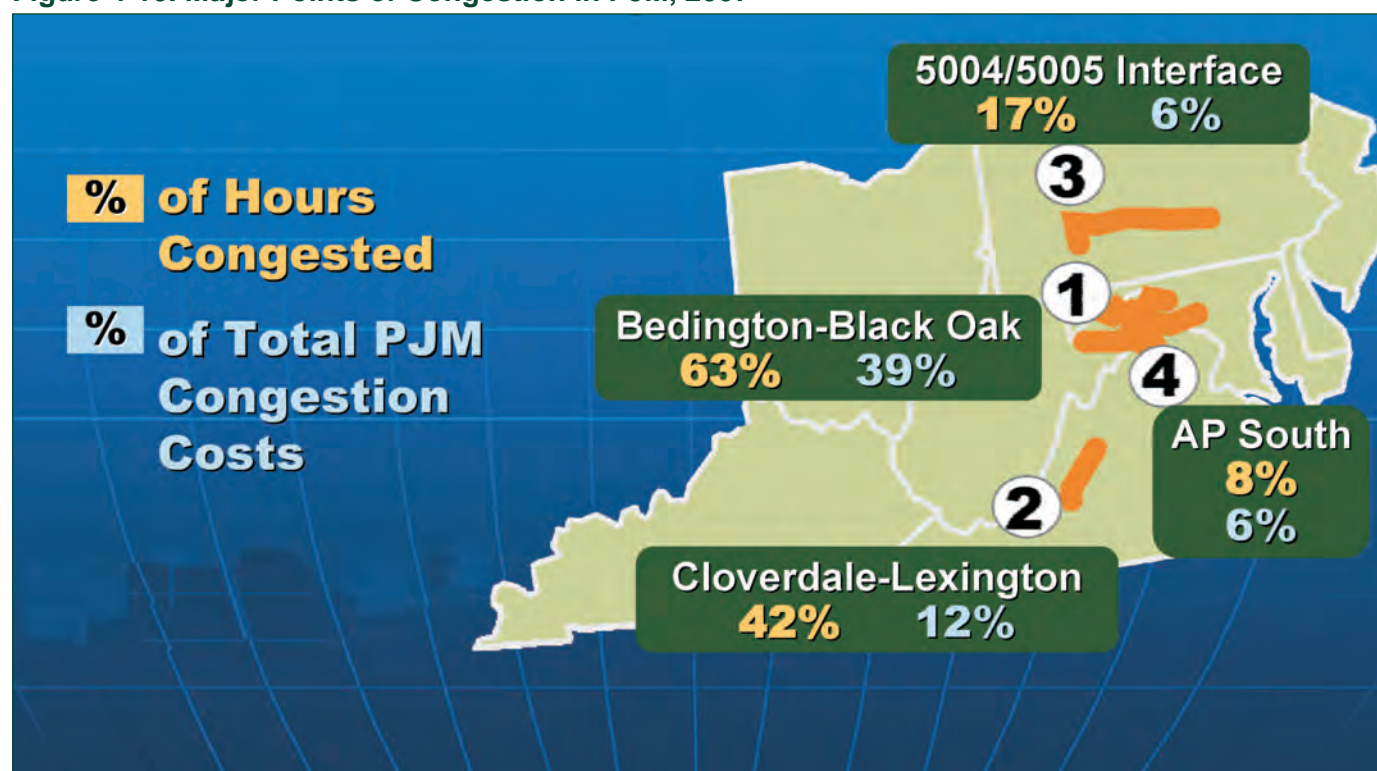 % of Hours
Congested
% of Total PJM
Congestion
Costs
5004/5005 Interface
17% 6%
3
1
Bedington-Black Oak
63% 39%
4
AP South
8%
6%
2
Cloverdale-Lexington
42% 12%